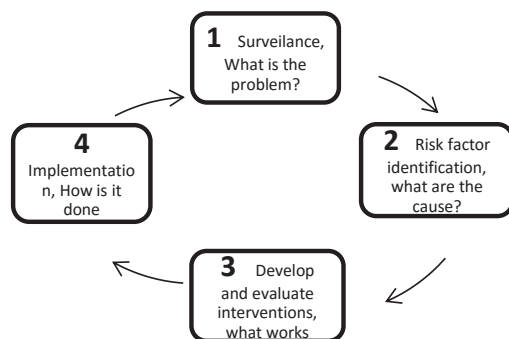 1 Surveilance,
What is the
problem?
2 Risk factor
identification,
what are the
cause?
3 Develop
and evaluate
interventions,
what works
4
Implementatio
n, How is it
done